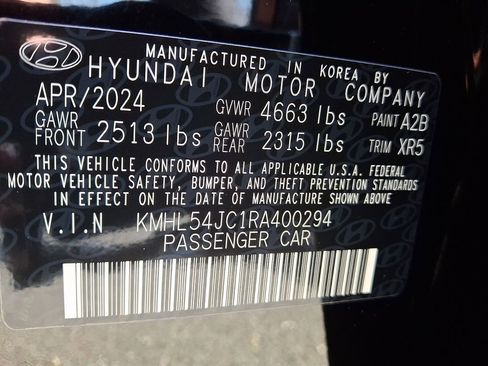 MANUFACTURED IN KOREA BY
HYUNDAI MOTOR COMPANY
APR/2024 GVWR 4663 lbs PAINT A2B
GAWR FRONT 2513 lbs GAWR REAR 2315 lbs TRIM XR5
THIS VEHICLE CONFORMS TO ALL APPLICABLE U.S.A. FEDERAL
MOTOR VEHICLE SAFETY, BUMPER, AND THEFT PREVENTION STANDARDS
IN EFFECT ON THE DATE OF MANUFACTURE SHOWN ABOVE
V.I.N KMHL54JC1RA400294
PASSENGER CAR